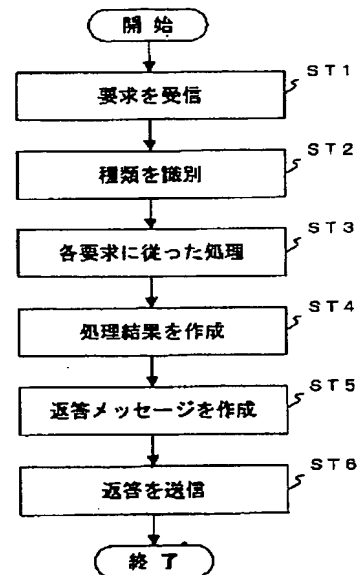 開始
ST1
要求を受信
ST2
種類を識別
ST3
各要求に従った処理
ST4
処理結果を作成
ST5
返答メッセージを作成
ST6
返答を送信
終了